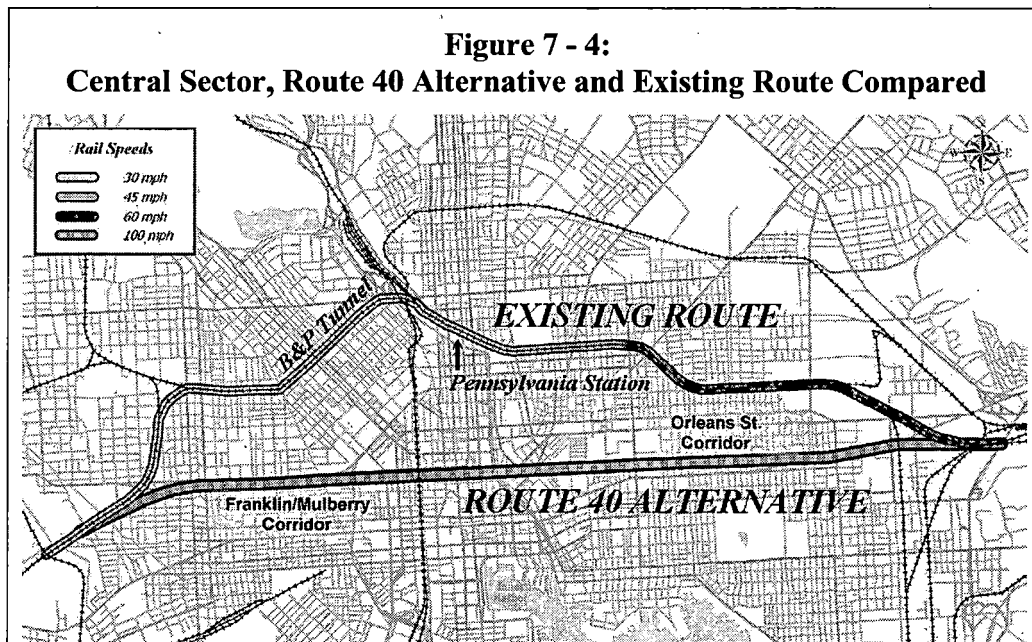 Figure 7 - 4:
Central Sector, Route 40 Alternative and Existing Route Compared
Rail Speeds
30 mph
45 mph
60 mph
100 mph
W
E
S
B&P Tunnel
EXISTING ROUTE
Pennsylvania Station
Orleans St.
Corridor
Franklin/Mulberry
Corridor
ROUTE 40 ALTERNATIVE